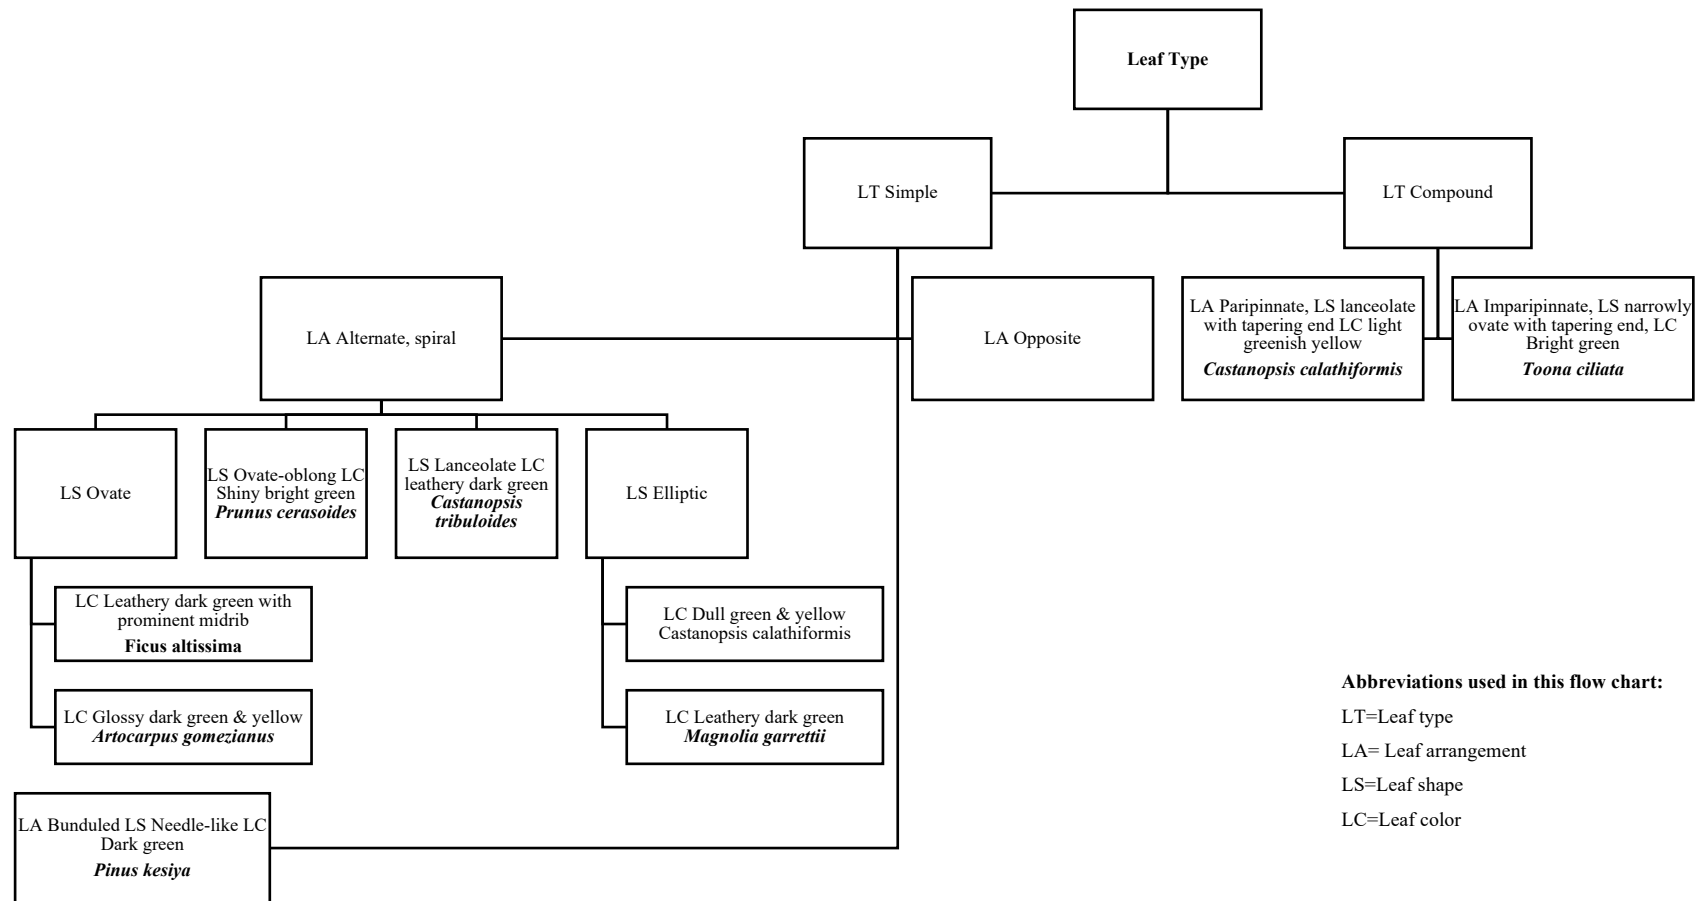 Leaf Type
LT Simple
LT Compound
LA Alternate, spiral
LA Opposite
LA Paripinnate, LS lanceolate
with tapering end LC light
greenish yellow
Castanopsis calathiformis
LA Imparipinnate, LS narrowly
ovate with tapering end, LC
Bright green
Toona ciliata
LS Ovate
LS Ovate-oblong LC
Shiny bright green
Prunus cerasoides
LS Lanceolate LC
leathery dark green
Castanopsis
tribuloides
LS Elliptic
LC Leathery dark green with
prominent midrib
Ficus altissima
LC Glossy dark green & yellow
Artocarpus gomezianus
LC Dull green & yellow
Castanopsis calathiformis
LC Leathery dark green
Magnolia garrettii
LA Bunduled LS Needle-like LC
Dark green
Pinus kesiya
Abbreviations used in this flow chart:
LT=Leaf type
LA= Leaf arrangement
LS=Leaf shape
LC=Leaf color